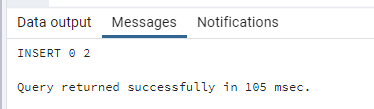 Data output Messages Notifications
INSERT 0 2
Query returned successfully in 105 msec.